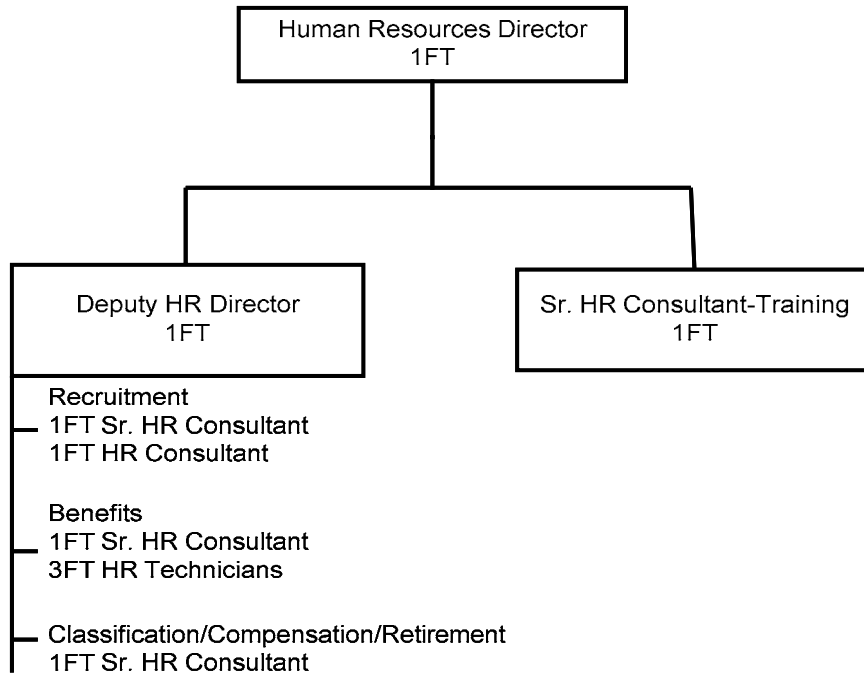 Human Resources Director
1FT
Deputy HR Director
1FT
Sr. HR Consultant-Training
1FT
Recruitment
1FT Sr. HR Consultant
1FT HR Consultant
Benefits
1FT Sr. HR Consultant
3FT HR Technicians
Classification/Compensation/Retirement
1FT Sr. HR Consultant